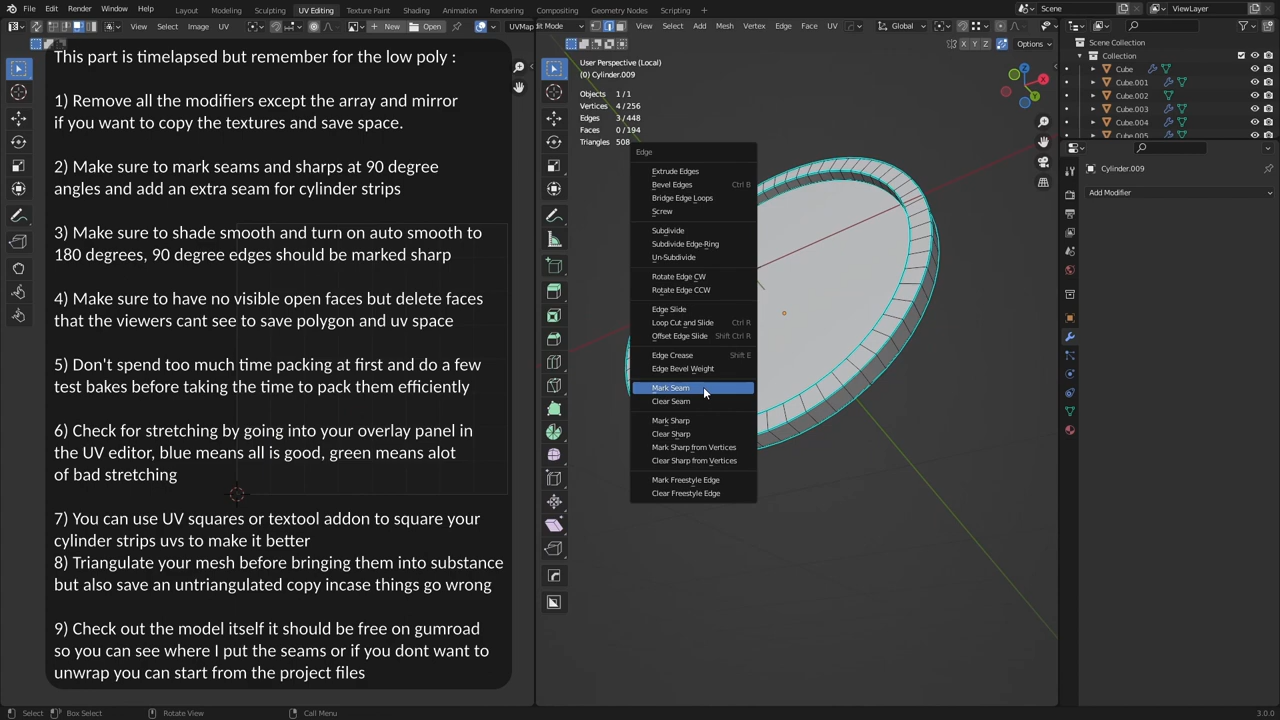 File Edit Render Window Help Layout Modeling Sculpting UV Editing Texture Paint Shading Animation Rendering Compositing Geometry Nodes Scripting Scene ViewLayer
View Select Image UV New Open UVMap
it Mode View Select Add Mesh Vertex Edge Face UV Global
X Y Z Options
This part is timelapsed but remember for the low poly :
1) Remove all the modifiers except the array and mirror
if you want to copy the textures and save space.
2) Make sure to mark seams and sharps at 90 degree
angles and add an extra seam for cylinder strips
3) Make sure to shade smooth and turn on auto smooth to
180 degrees, 90 degree edges should be marked sharp
4) Make sure to have no visible open faces but delete faces
that the viewers cant see to save polygon and uv space
5) Don't spend too much time packing at first and do a few
test bakes before taking the time to pack them efficiently
6) Check for stretching by going into your overlay panel in
the UV editor, blue means all is good, green means alot
of bad stretching
7) You can use UV squares or textool addon to square your
cylinder strips uvs to make it better
8) Triangulate your mesh before bringing them into substance
but also save an untriangulated copy incase things go wrong
9) Check out the model itself it should be free on gumroad
so you can see where I put the seams or if you dont want to
unwrap you can start from the project files
User Perspective (Local)
(0) Cylinder.009
Objects 1/1
Vertices 4/256
Edges 3/448
Faces 0/194
Triangles 508
Edge
Extrude Edges
Bevel Edges Ctrl B
Bridge Edge Loops
Screw
Subdivide
Subdivide Edge-Ring
Un-Subdivide
Rotate Edge CW
Rotate Edge CCW
Edge Slide
Loop Cut and Slide Ctrl R
Offset Edge Slide Shift Ctrl R
Edge Crease Shift E
Edge Bevel Weight
Mark Seam
Clear Seam
Mark Sharp
Clear Sharp
Mark Sharp from Vertices
Clear Sharp from Vertices
Mark Freestyle Edge
Clear Freestyle Edge
Z
X
Y
Scene Collection
Collection
Cube
Cube.001
Cube.002
Cube.003
Cube.004
Cube.005
Cylinder.009
Add Modifier
Select Box Select Rotate View Call Menu 3.0.0